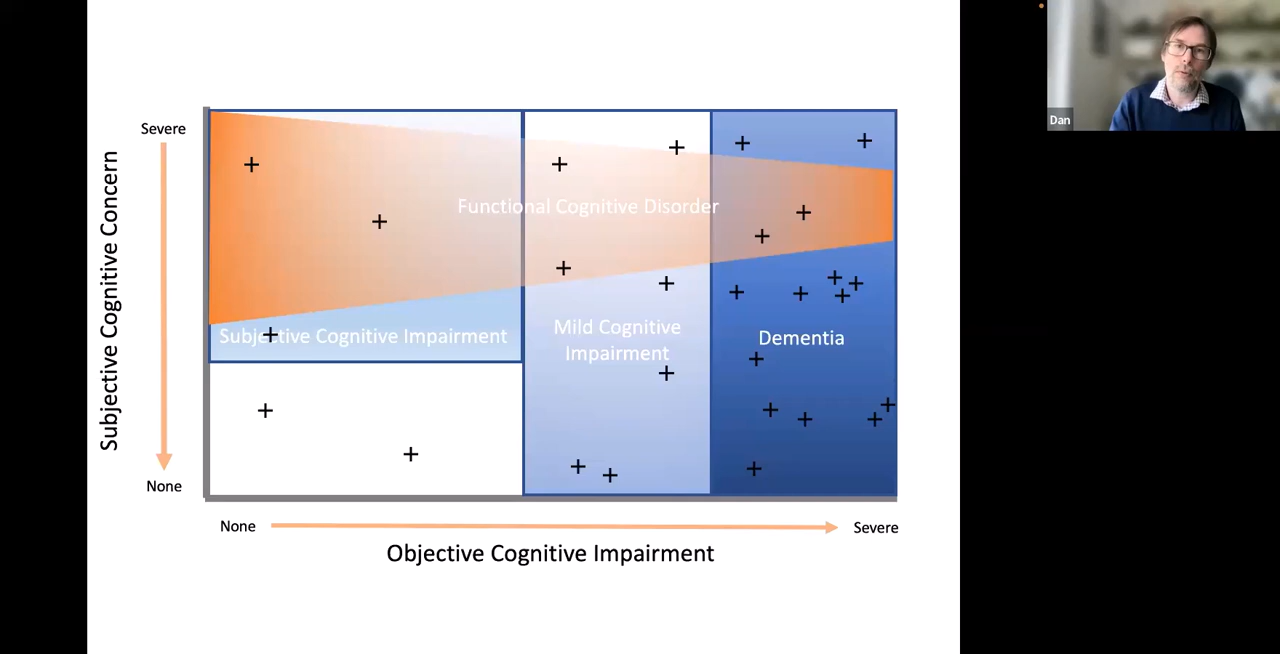 Severe
Subjective Cognitive Concern
None
Functional Cognitive Disorder
Subjective Cognitive Impairment
Mild Cognitive
Impairment
Dementia
None
Severe
Objective Cognitive Impairment
Dan